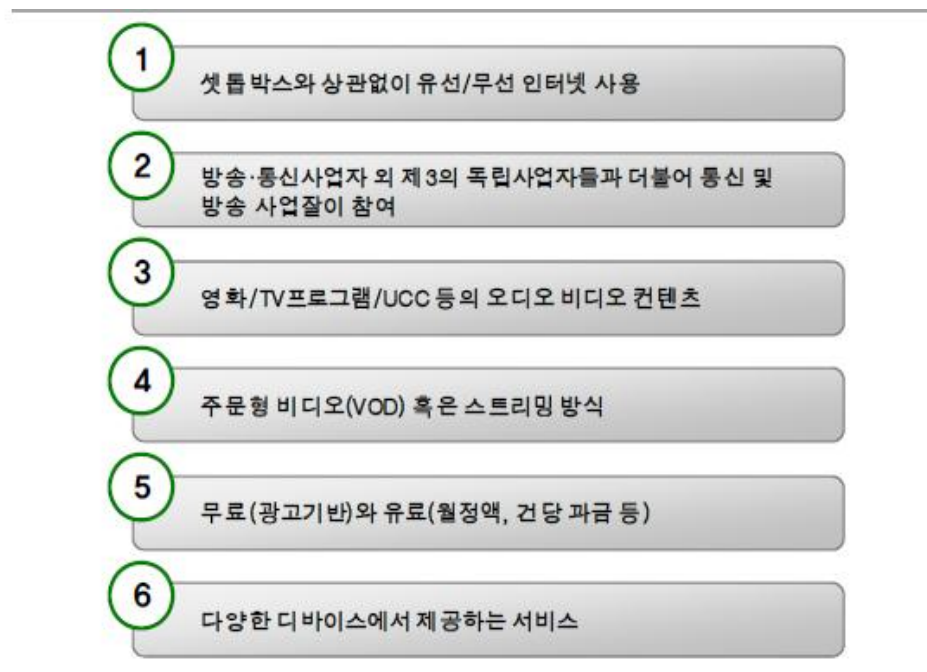 1
셋톱박스와 상관없이 유선/무선 인터넷 사용
2
방송·통신사업자 외 제3의 독립사업자들과 더불어 통신 및
방송 사업잘이 참여
3
영화/TV프로그램/UCC 등의 오디오 비디오 컨텐츠
4
주문형 비디오(VOD) 혹은 스트리밍 방식
5
무료(광고기반)와 유료(월정액, 건당 과금 등)
6
다양한 디바이스에서 제공하는 서비스